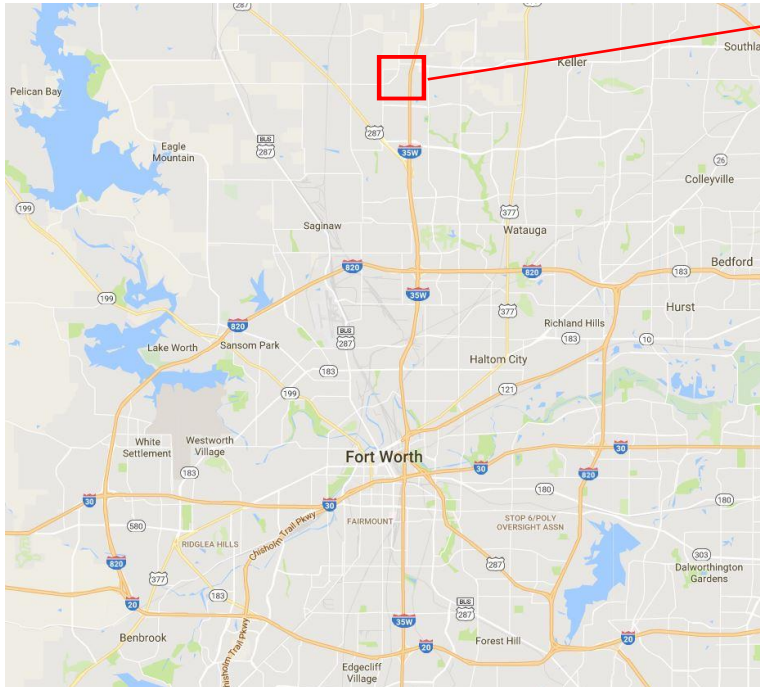 287
287
Southla
Keller
Pelican Bay
287
BUS
287
Eagle
Mountain
35W
26
Colleyville
199
377
Saginaw
Watauga
820
820
183
Bedford
199
35W
377
Hurst
820
BUS
287
Richland Hills
183
10
Lake Worth
Sansom Park
183
Haltom City
199
121
White
Settlement
Westworth
Village
183
Fort Worth
30
30
820
180
180
30
30
580
FAIRMOUNT
STOP 6/POLY
OVERSIGHT ASSN
RIDGLEA HILLS
Chisholm Trail Pkwy
303
820
377
287
Dalworthington
Gardens
20
183
BUS
287
35W
Benbrook
20
Forest Hill
20
Chisholm Trail Pkwy
Edgecliff
Village